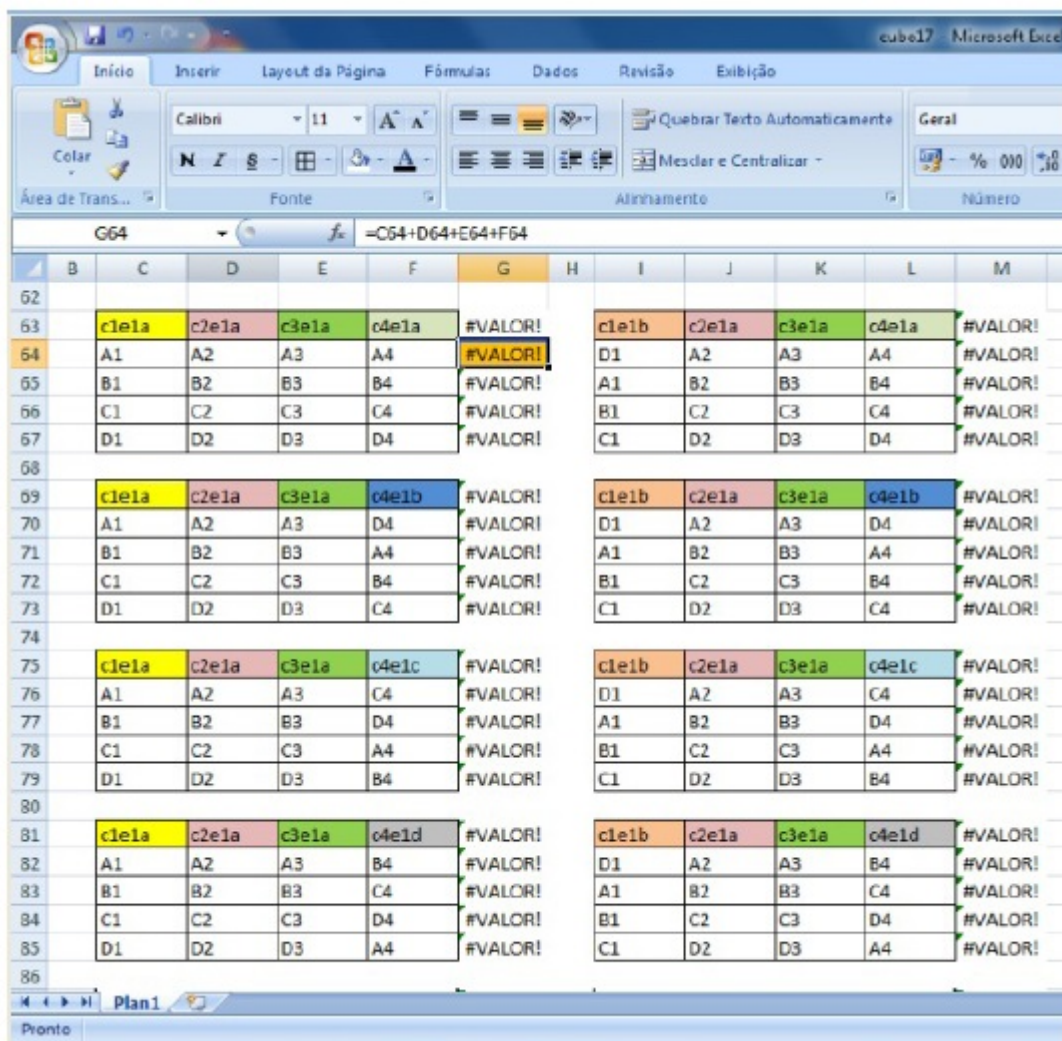 cubo17 Microsoft Excel
Início Inserir Layout da Página Fórmulas Dados Revisão Exibição
Calibri 11 A A Quebrar Texto Automaticamente Geral
Colar N I S A Mesclar e Centralizar % 000
Área de Trans... Fonte Alinhamento Número
G64 fx =C64+D64+E64+F64
B C D E F G H I J K L M
62
63 c1e1a c2e1a c3e1a c4e1a #VALOR! c1e1b c2e1a c3e1a c4e1a #VALOR!
64 A1 A2 A3 A4 #VALOR! D1 A2 A3 A4 #VALOR!
65 B1 B2 B3 B4 #VALOR! A1 B2 B3 B4 #VALOR!
66 C1 C2 C3 C4 #VALOR! B1 C2 C3 C4 #VALOR!
67 D1 D2 D3 D4 #VALOR! C1 D2 D3 D4 #VALOR!
68
69 c1e1a c2e1a c3e1a c4e1b #VALOR! c1e1b c2e1a c3e1a c4e1b #VALOR!
70 A1 A2 A3 D4 #VALOR! D1 A2 A3 D4 #VALOR!
71 B1 B2 B3 A4 #VALOR! A1 B2 B3 A4 #VALOR!
72 C1 C2 C3 B4 #VALOR! B1 C2 C3 B4 #VALOR!
73 D1 D2 D3 C4 #VALOR! C1 D2 D3 C4 #VALOR!
74
75 c1e1a c2e1a c3e1a c4e1c #VALOR! c1e1b c2e1a c3e1a c4e1c #VALOR!
76 A1 A2 A3 C4 #VALOR! D1 A2 A3 C4 #VALOR!
77 B1 B2 B3 D4 #VALOR! A1 B2 B3 D4 #VALOR!
78 C1 C2 C3 A4 #VALOR! B1 C2 C3 A4 #VALOR!
79 D1 D2 D3 B4 #VALOR! C1 D2 D3 B4 #VALOR!
80
81 c1e1a c2e1a c3e1a c4e1d #VALOR! c1e1b c2e1a c3e1a c4e1d #VALOR!
82 A1 A2 A3 B4 #VALOR! D1 A2 A3 B4 #VALOR!
83 B1 B2 B3 C4 #VALOR! A1 B2 B3 C4 #VALOR!
84 C1 C2 C3 D4 #VALOR! B1 C2 C3 D4 #VALOR!
85 D1 D2 D3 A4 #VALOR! C1 D2 D3 A4 #VALOR!
86
Plan1
Pronto